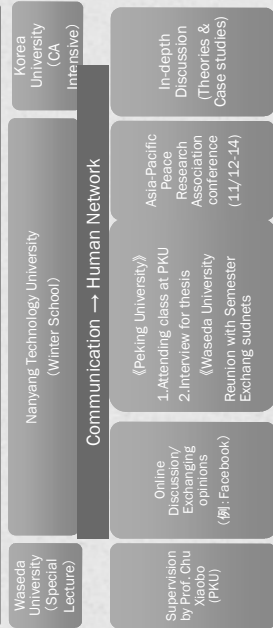 Waseda
University
(Special
Lecture)
Nanyang Technology University
(Winter School)
Korea
University
(CA
Intensive)
Communication → Human Network
Supervision
by Prof. Chu
Xiaobo
(PKU)
Online
Discussion/
Exchanging
opinions
(例:Facebook)
《Peking University》
1.Attending class at PKU
2.Interview for thesis
《Waseda University
Reunion with Semester
Exchang sudnets
Asia-Pacific
Peace
Research
Association
conference
(11/12-14)
In-depth
Discussion
(Theories &
Case studies)